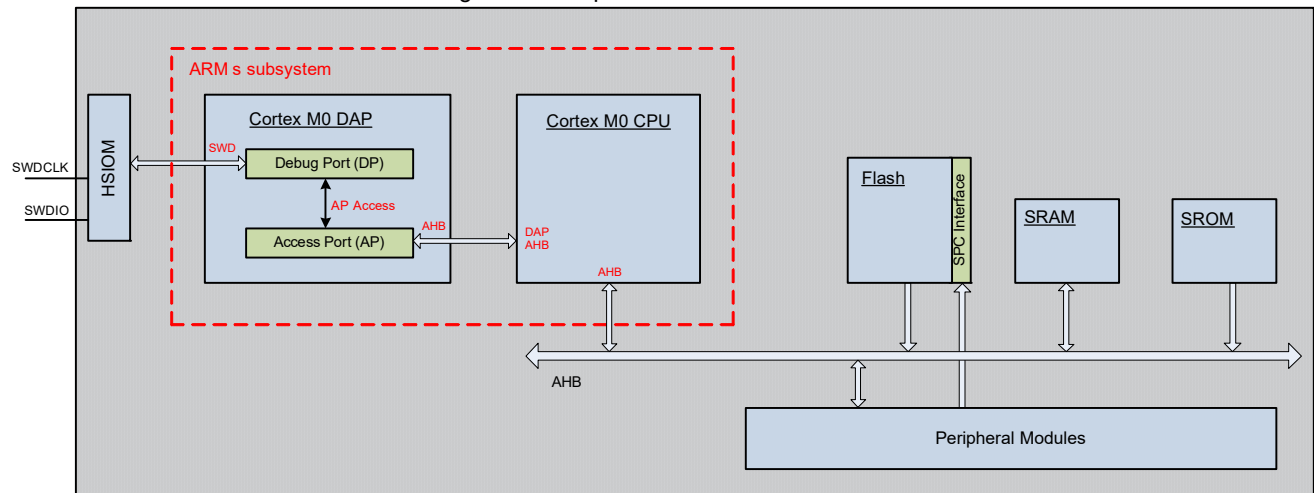 ARM s subsystem
Cortex M0 DAP
Cortex M0 CPU
SWD
Debug Port (DP)
SWDCLK
HSIOM
Flash
SPC Interface
AP Access
SWDIO
SRAM
SROM
AHB
Access Port (AP)
DAP
AHB
AHB
AHB
Peripheral Modules